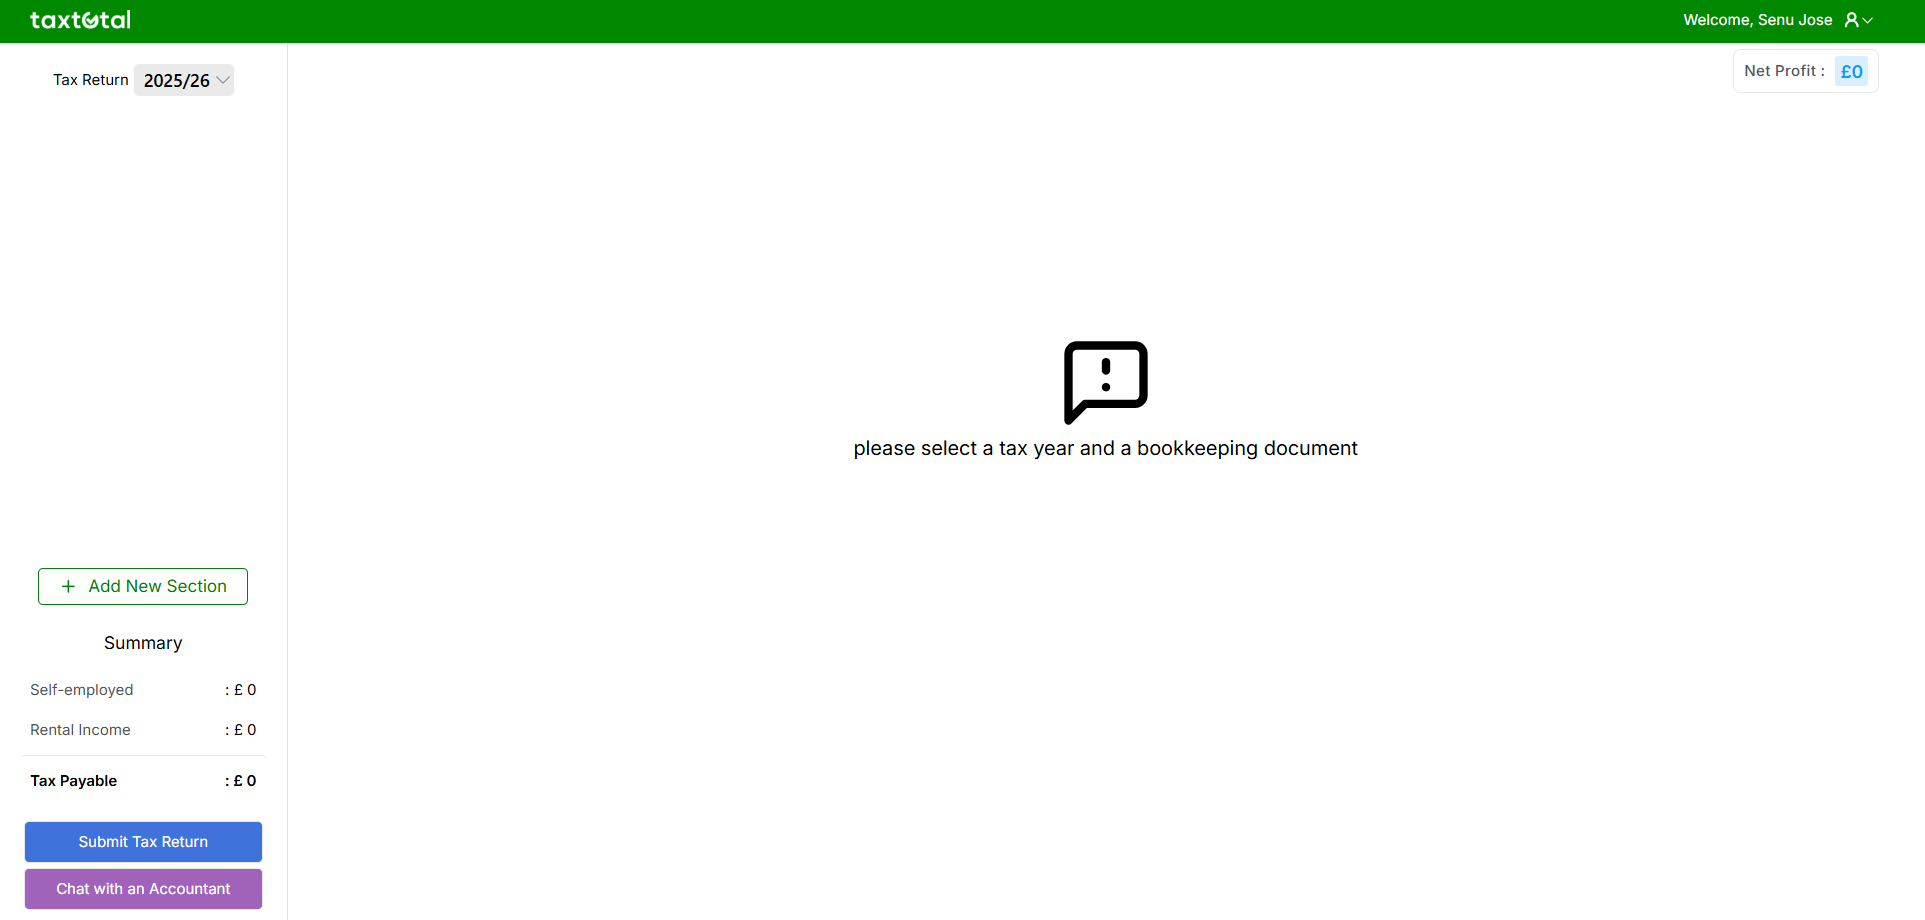 taxtotal
Welcome, Senu Jose
Tax Return 2025/26
Net Profit : £0
please select a tax year and a bookkeeping document
+ Add New Section
Summary
Self-employed : £ 0
Rental Income : £ 0
Tax Payable : £ 0
Submit Tax Return
Chat with an Accountant